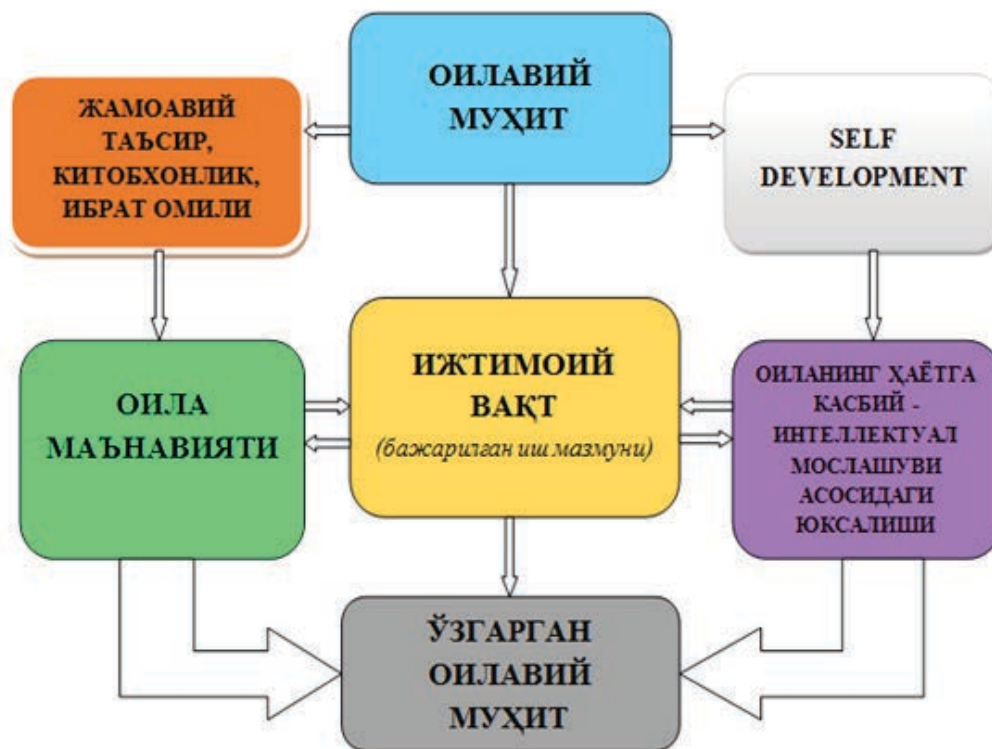 ОИЛАВИЙ
МУҲИТ
ЖАМОАВИЙ
ТАЪСИР,
КИТОБХОНЛИК,
ИБРАТ ОМИЛИ
SELF
DEVELOPMENT
ОИЛА
МАЪНАВИЯТИ
ИЖТИМОИЙ
ВАҚТ
(бажарилган иш мазмуни)
ОИЛАНИНГ ҲАЁТГА
КАСБИЙ -
ИНТЕЛЛЕКТУАЛ
МОСЛАШУВИ
АСОСИДАГИ
ЮКСАЛИШИ
ЎЗГАРГАН
ОИЛАВИЙ
МУҲИТ